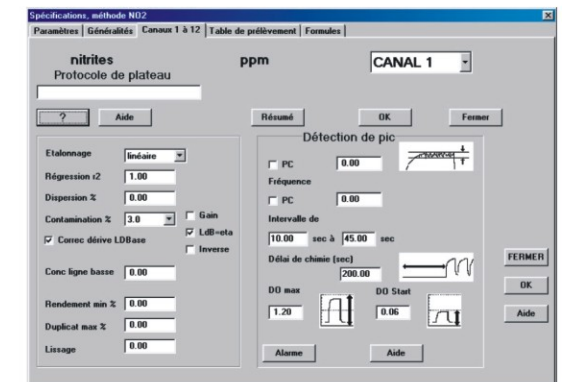 Spécifications, méthode NO2
Paramètres Généralités Canaux 1 à 12 Table de prélèvement Formules
nitrites ppm CANAL 1
Protocole de plateau
? Aide Résumé OK Fermer
Etalonnage linéaire
Régression r2 1.00
Dispersion % 0.00
Contamination % 3.0
Gain
LdB=eta
Inverse
Correc dérive LDBase
Conc ligne basse 0.00
Rendement min % 0.00
Duplicat max % 0.00
Lissage 0.00
Détection de pic
PC 0.00
Fréquence
PC 0.00
Intervalle de
10.00 sec à 45.00 sec
Délai de chimie (sec)
200.00
DO max DO Start
1.20 0.06
Alarme Aide
FERMER
OK
Aide